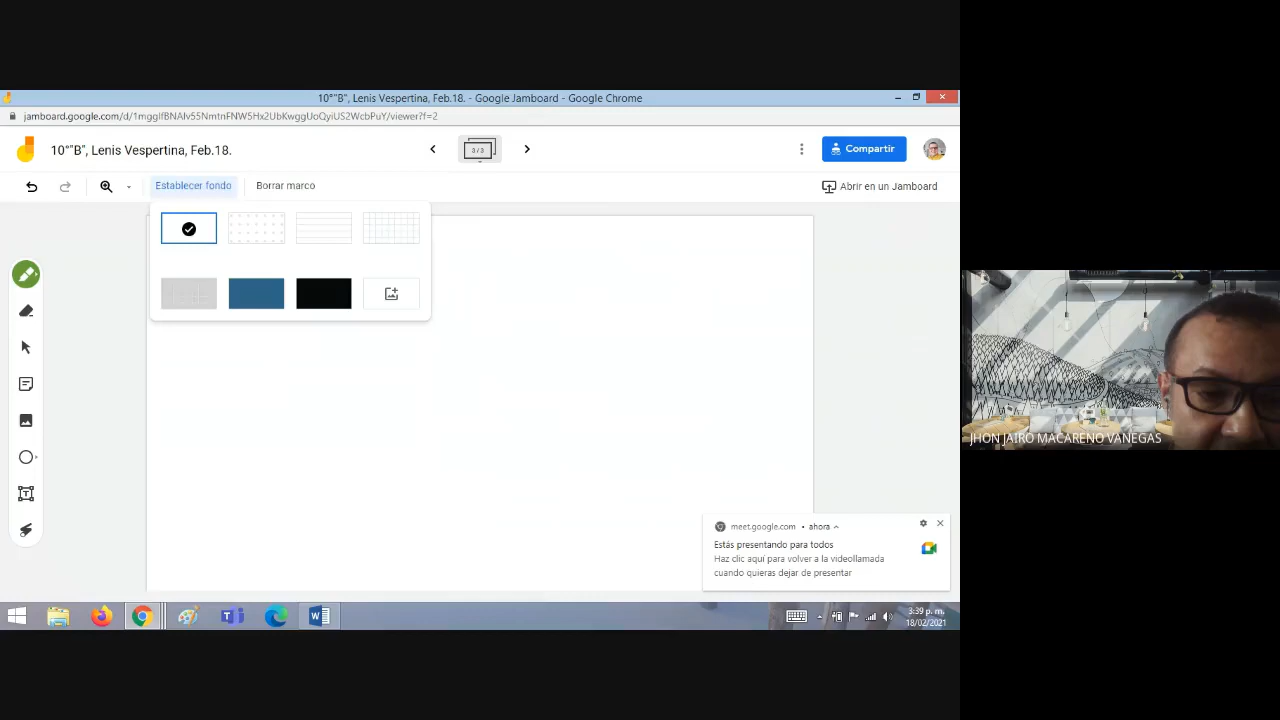 10°"B", Lenis Vespertina, Feb.18. - Google Jamboard - Google Chrome
jamboard.google.com/d/1mgglfBNAlv55NmtnFNW5Hx2UbKwggUoQyiUS2WcbPuY/viewer?f=2
10°"B", Lenis Vespertina, Feb.18.
3/3
Compartir
Establecer fondo
Borrar marco
Abrir en un Jamboard
JHON JAIRO MACARENO VANEGAS
meet.google.com • ahora
Estás presentando para todos
Haz clic aquí para volver a la videollamada
cuando quieras dejar de presentar
3:39 p. m.
18/02/2021